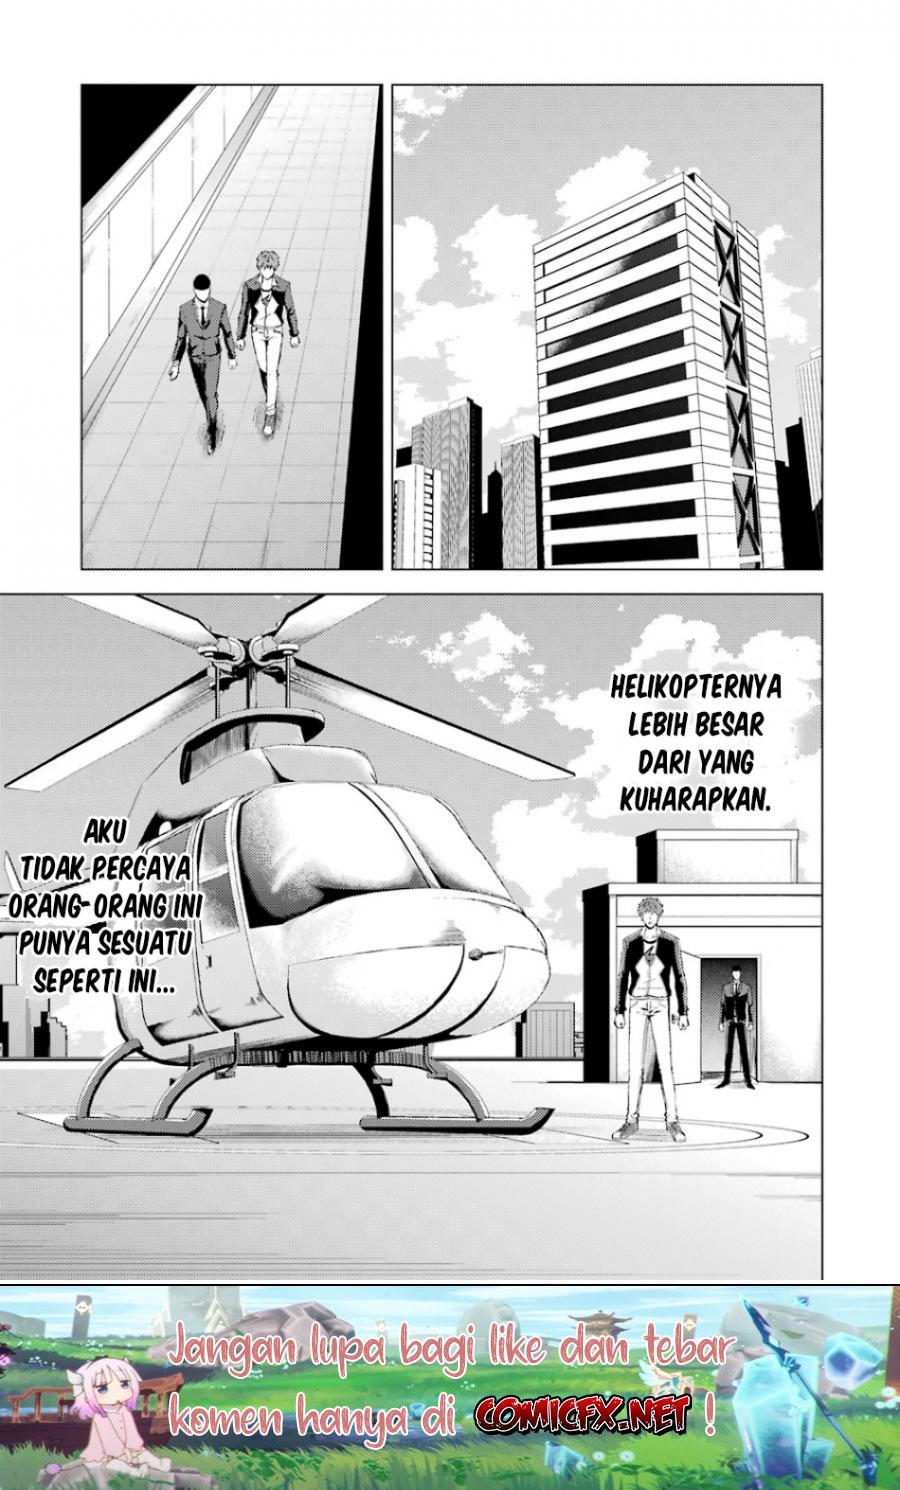 HELIKOPTERNYA
LEBIH BESAR
DARI YANG
KUHARAPKAN.
AKU
TIDAK PERCAYA
ORANG-ORANG INI
PUNYA SESUATU
SEPERTI INI...
Jangan lupa bagi like dan tebar
komen hanya di COMICFX.NET !